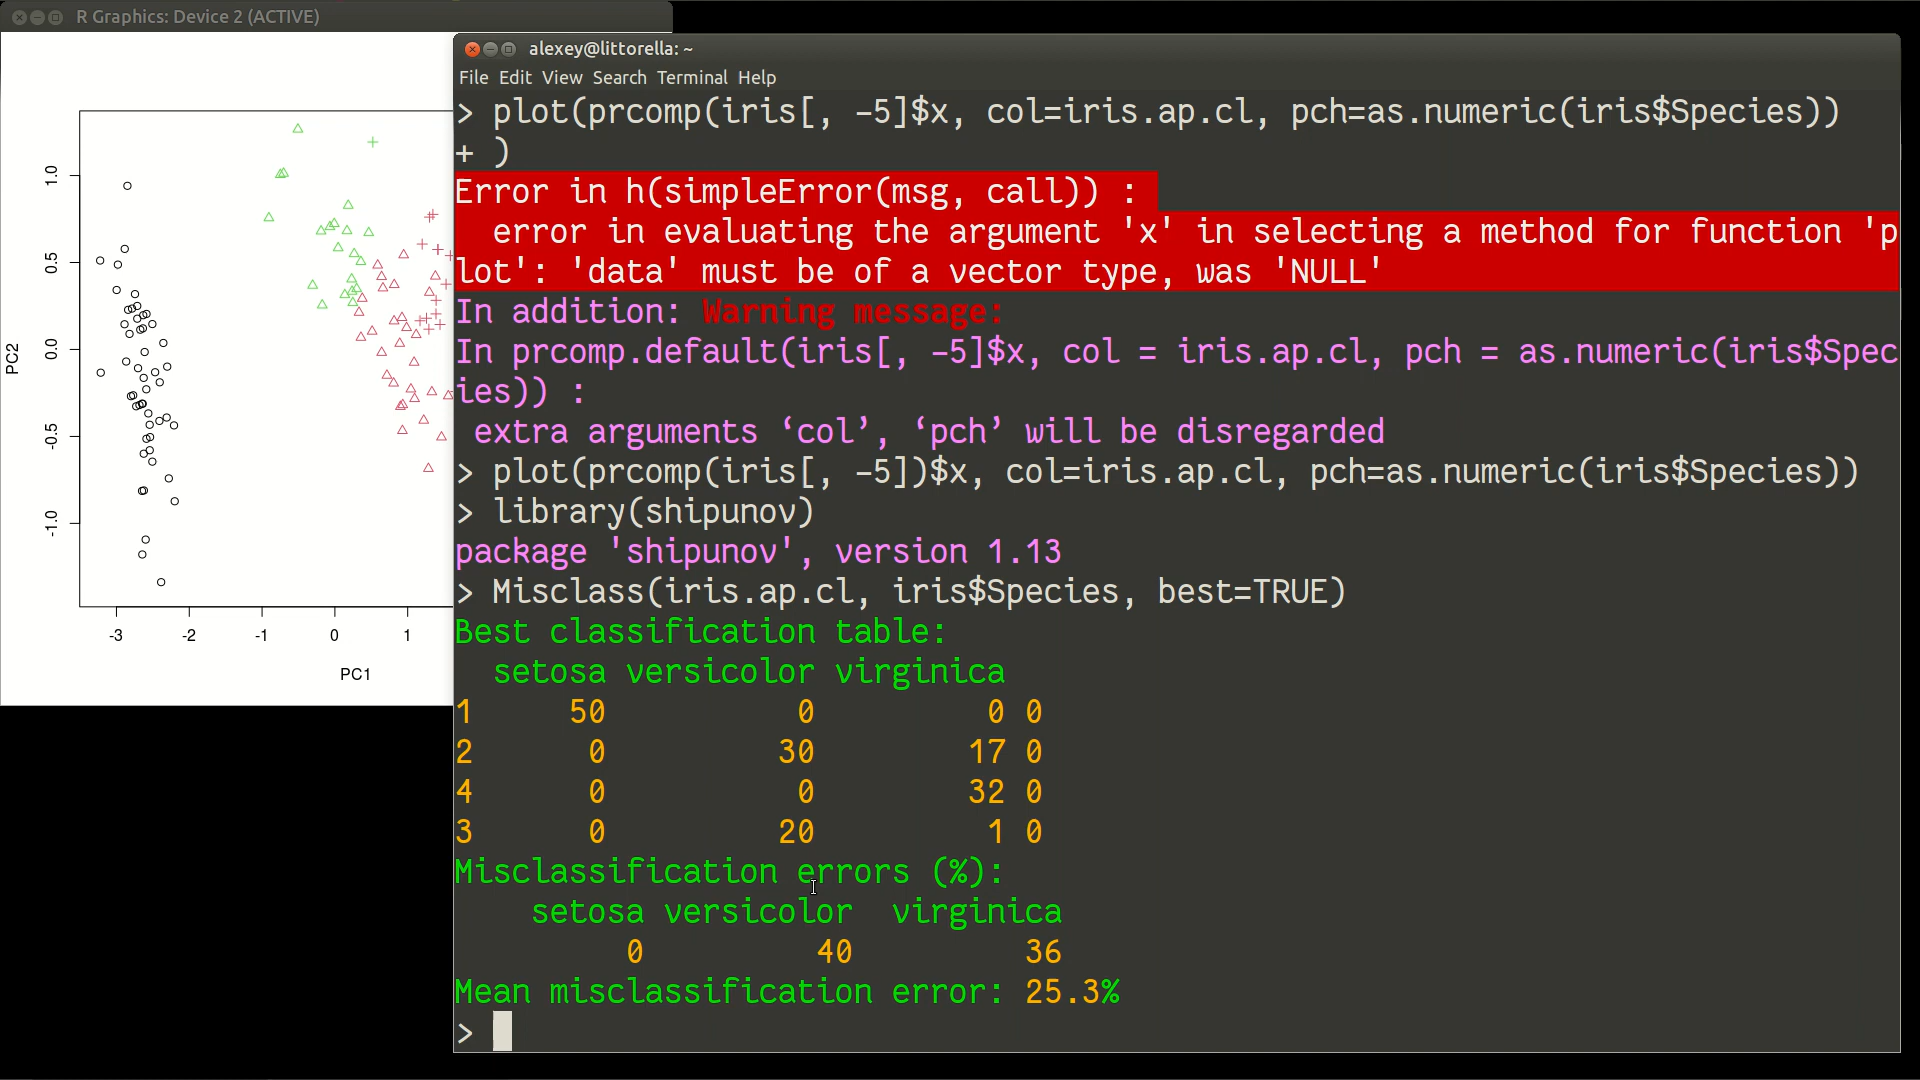 R Graphics: Device 2 (ACTIVE)
1.0
0.5
0.0
-0.5
-1.0
PC2
-3 -2 -1 0 1
PC1
alexey@littorella: ~
File Edit View Search Terminal Help
> plot(prcomp(iris[, -5]$x, col=iris.ap.cl, pch=as.numeric(iris$Species))
+ )
Error in h(simpleError(msg, call)) :
error in evaluating the argument 'x' in selecting a method for function 'p
lot': 'data' must be of a vector type, was 'NULL'
In addition: Warning message:
In prcomp.default(iris[, -5]$x, col = iris.ap.cl, pch = as.numeric(iris$Spec
ies)) :
extra arguments ‘col’, ‘pch’ will be disregarded
> plot(prcomp(iris[, -5])$x, col=iris.ap.cl, pch=as.numeric(iris$Species))
> library(shipunov)
package 'shipunov', version 1.13
> Misclass(iris.ap.cl, iris$Species, best=TRUE)
Best classification table:
setosa versicolor virginica
1 50 0 0 0
2 0 30 17 0
4 0 0 32 0
3 0 20 1 0
Misclassification errors (%):
setosa versicolor virginica
0 40 36
Mean misclassification error: 25.3%
>